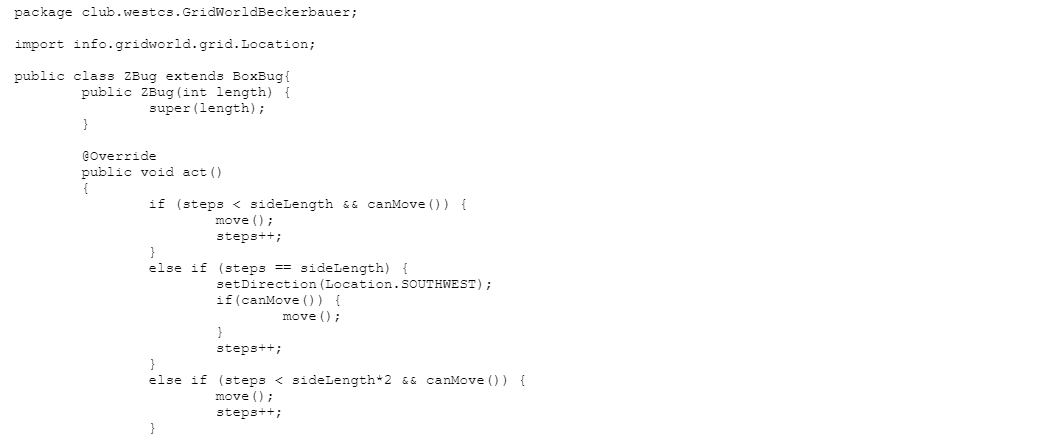 package club.westcs.GridWorldBeckerbauer;
import info.gridworld.grid.Location;
public class ZBug extends BoxBug{
public ZBug(int length) {
super(length);
}
@Override
public void act()
{
if (steps < sideLength && canMove()) {
move();
steps++;
}
else if (steps == sideLength) {
setDirection(Location.SOUTHWEST);
if(canMove()) {
move();
}
steps++;
}
else if (steps < sideLength*2 && canMove()) {
move();
steps++;
}